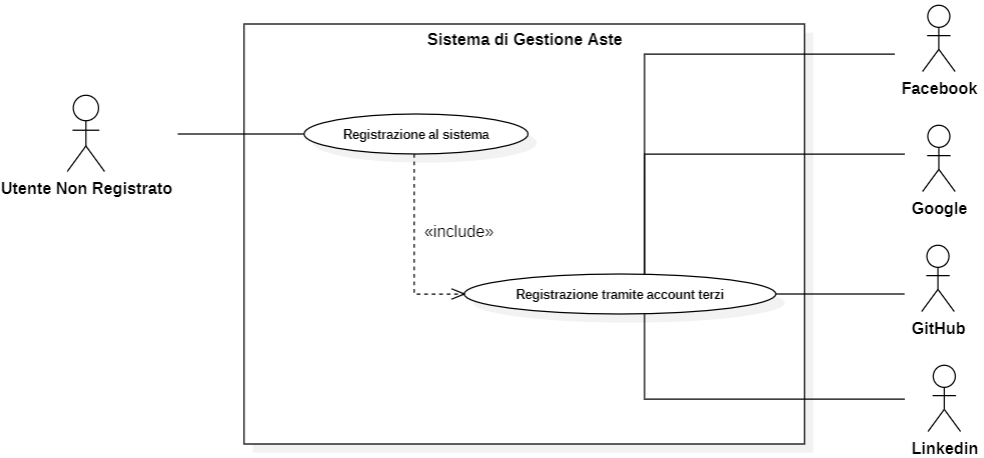 Sistema di Gestione Aste
Facebook
Registrazione al sistema
Utente Non Registrato
Google
«include»
Registrazione tramite account terzi
GitHub
Linkedin